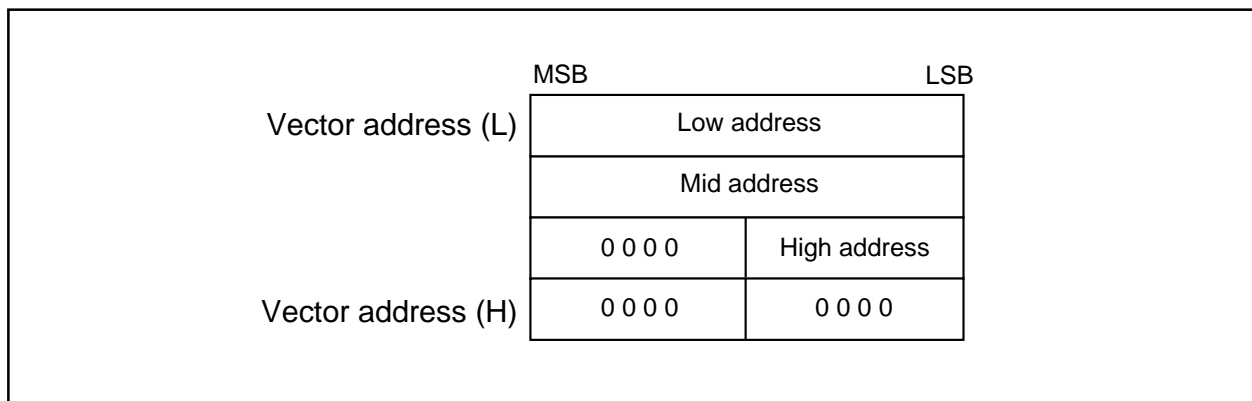 MSB LSB
Vector address (L) Low address
Mid address
0 0 0 0 High address
Vector address (H) 0 0 0 0 0 0 0 0